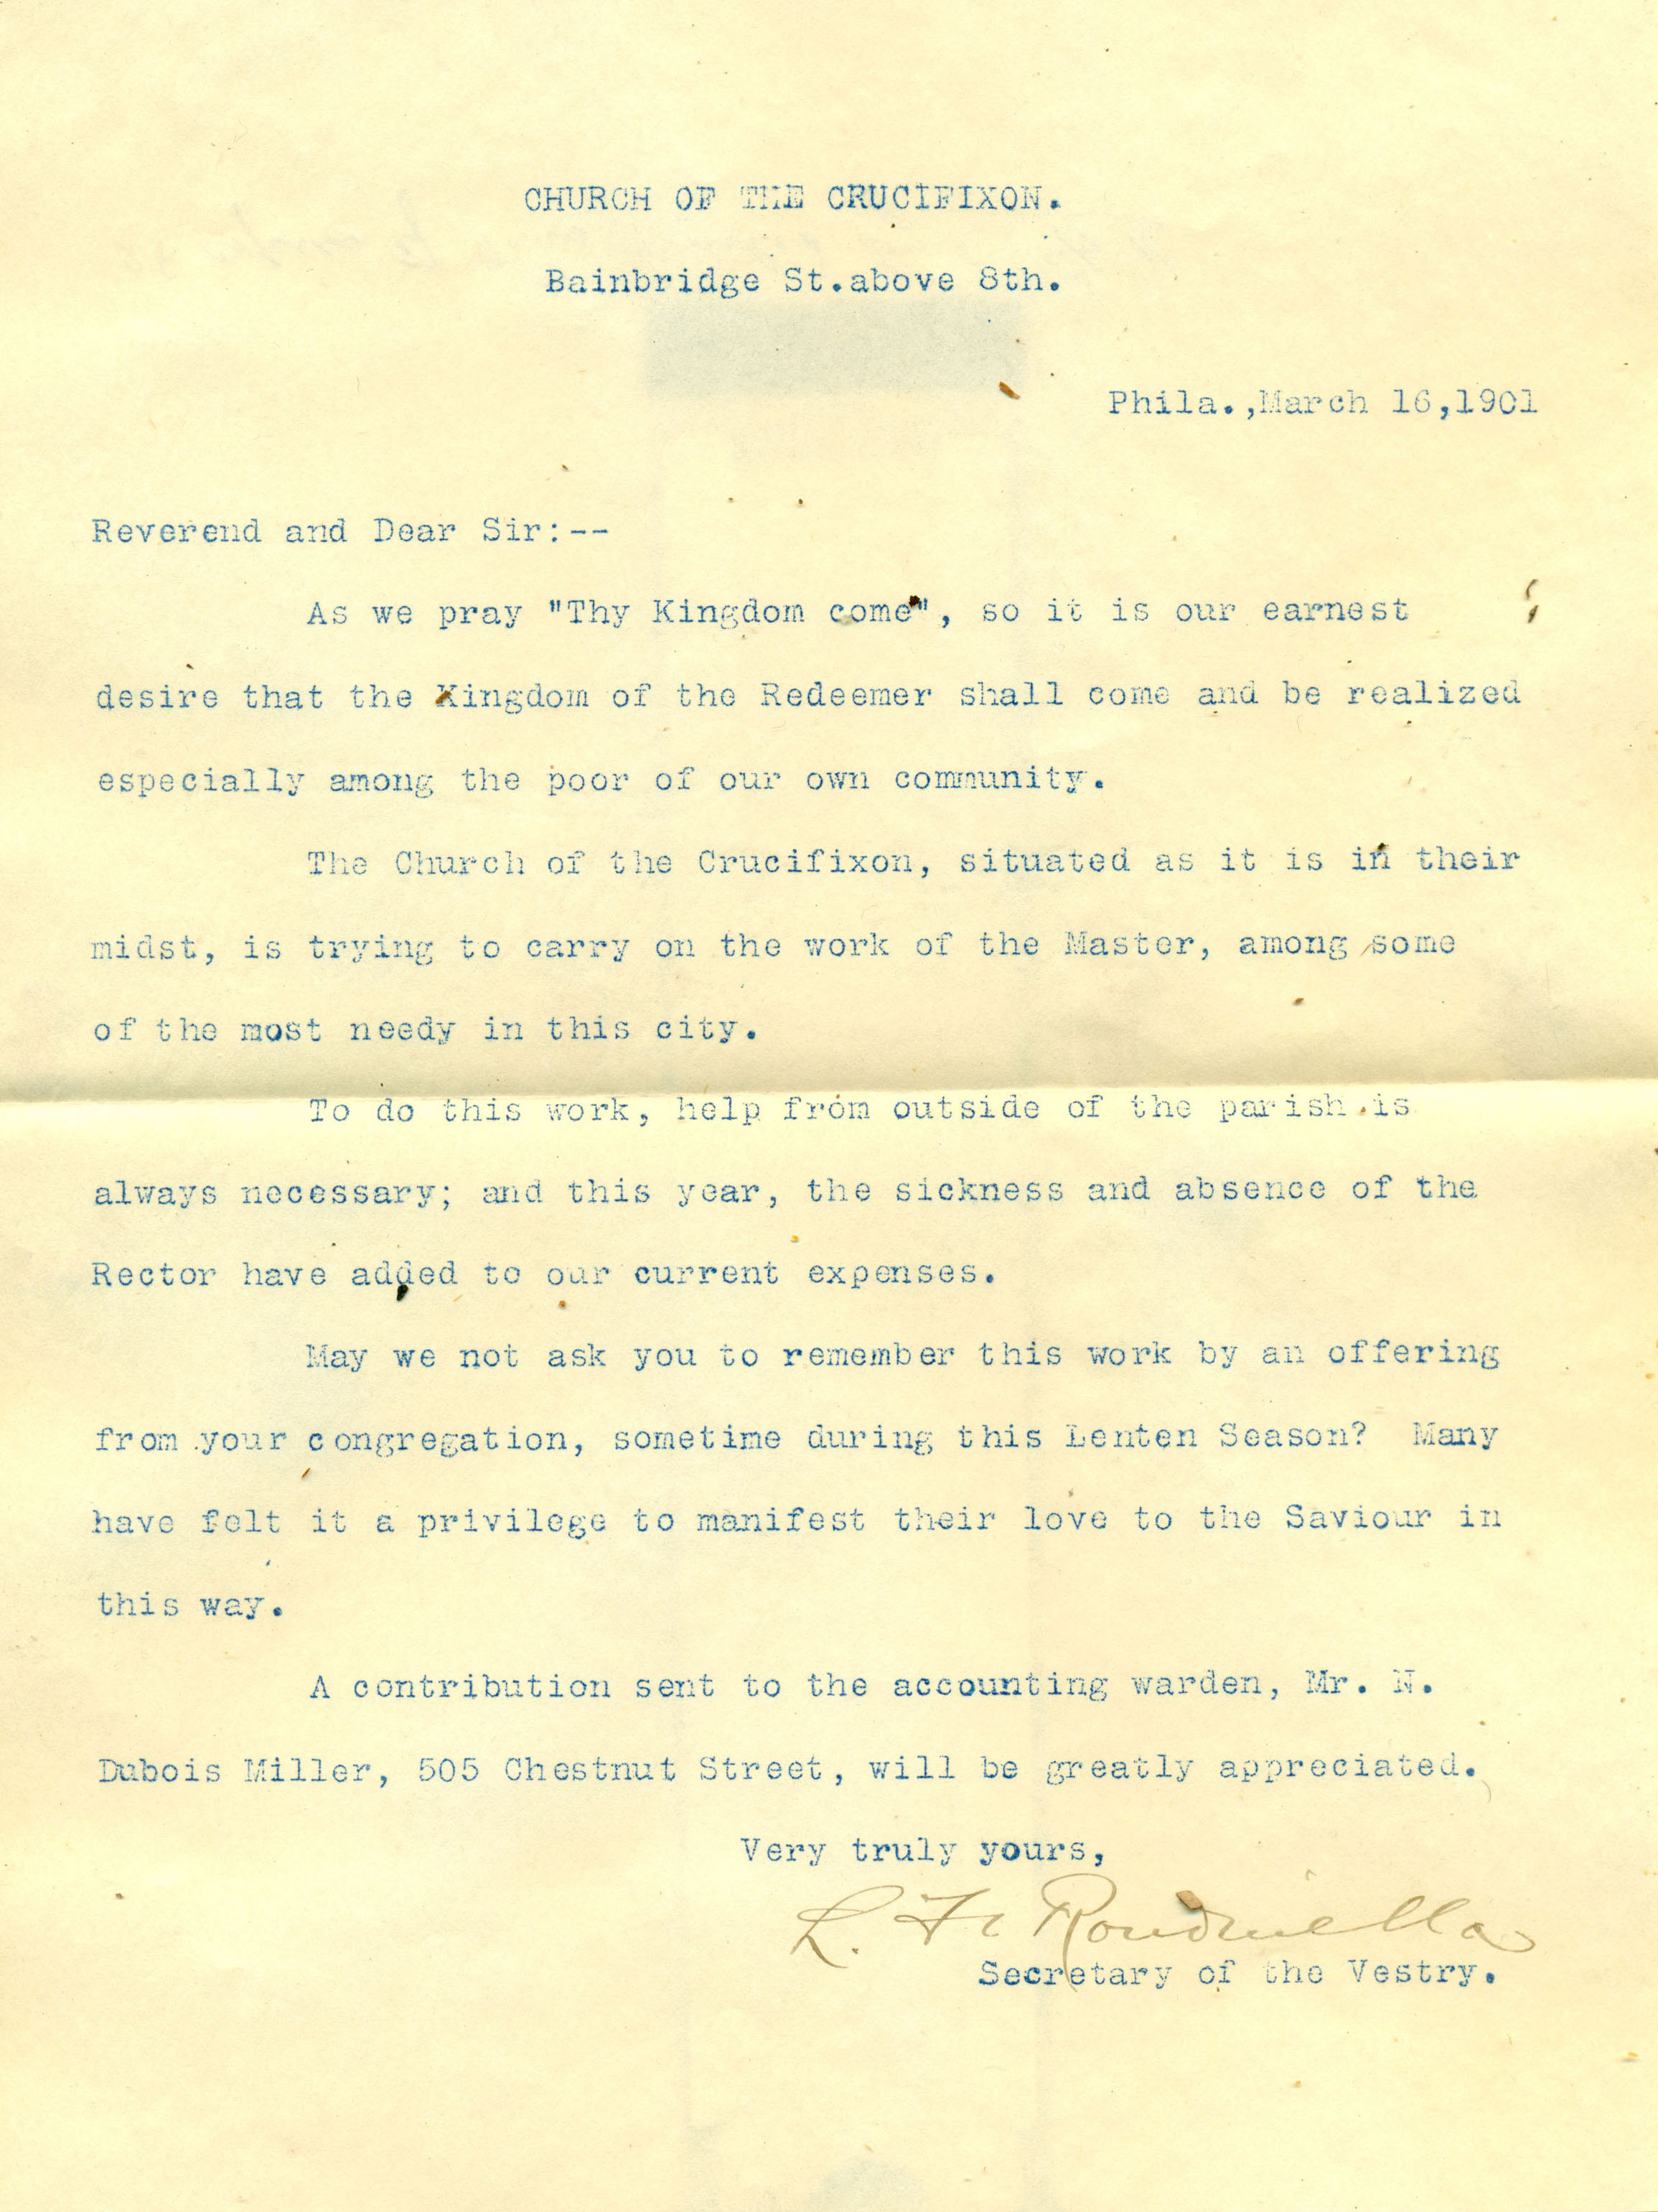 CHURCH OF THE CRUCIFIXON.
Bainbridge St.above 8th.
Phila.,March 16,1901
Reverend and Dear Sir:--
As we pray "Thy Kingdom come", so it is our earnest
desire that the Kingdom of the Redeemer shall come and be realized
especially among the poor of our own community.
The Church of the Crucifixon, situated as it is in their
midst, is trying to carry on the work of the Master, among some
of the most needy in this city.
To do this work, help from outside of the parish is
always necessary; and this year, the sickness and absence of the
Rector have added to our current expenses.
May we not ask you to remember this work by an offering
from your congregation, sometime during this Lenten Season? Many
have felt it a privilege to manifest their love to the Saviour in
this way.
A contribution sent to the accounting warden, Mr. N.
Dubois Miller, 505 Chestnut Street, will be greatly appreciated.
Very truly yours,
L. F. Rondinella
Secretary of the Vestry.